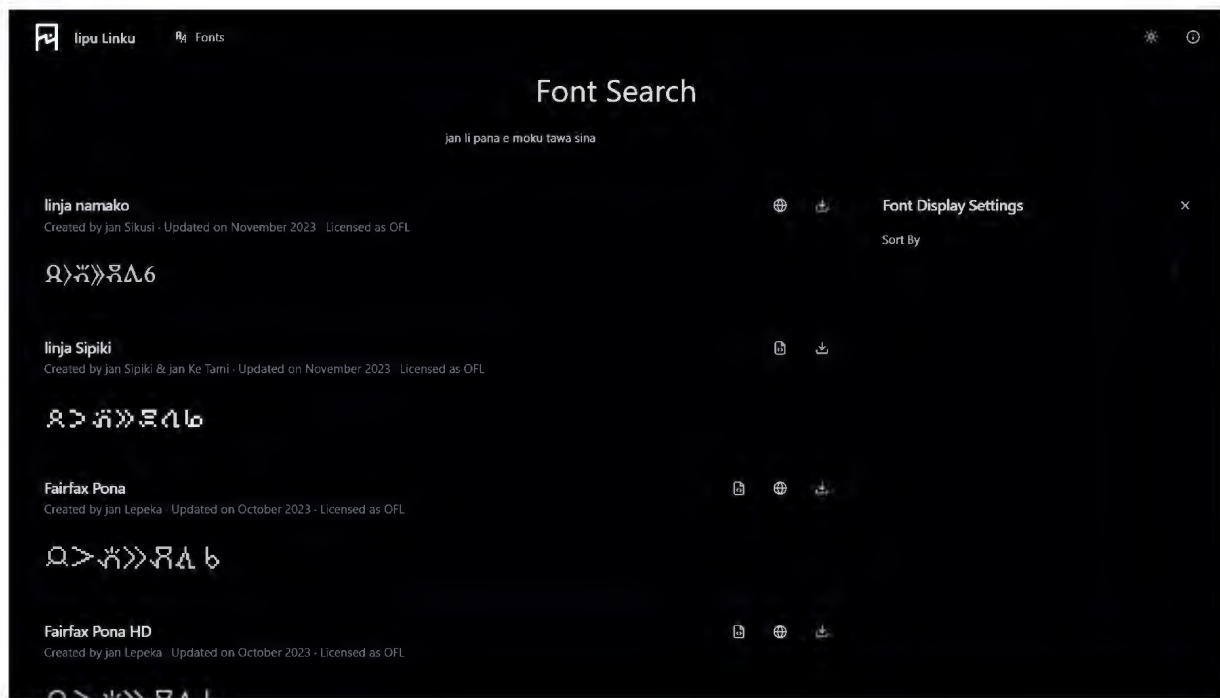 lipu Linku
Fonts
Font Search
jan li pana e moku tawa sina
linja namako
Created by jan Sikusi · Updated on November 2023 · Licensed as OFL
Font Display Settings
Sort By
linja Sipiki
Created by jan Sipiki & jan Ke Tami · Updated on November 2023 · Licensed as OFL
Fairfax Pona
Created by jan Lepeka · Updated on October 2023 · Licensed as OFL
Fairfax Pona HD
Created by jan Lepeka · Updated on October 2023 · Licensed as OFL